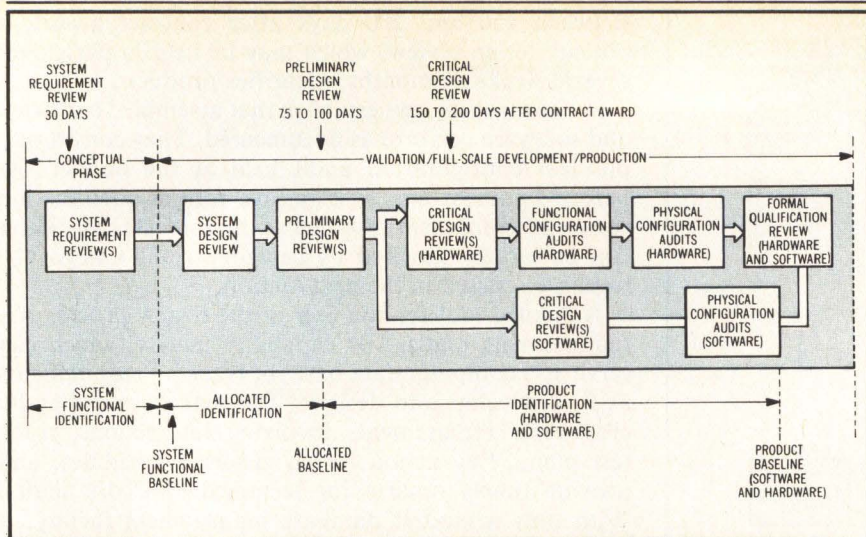 SYSTEM
REQUIREMENT
REVIEW
30 DAYS
PRELIMINARY
DESIGN
REVIEW
75 TO 100 DAYS
CRITICAL
DESIGN
REVIEW
150 TO 200 DAYS AFTER CONTRACT AWARD
CONCEPTUAL
PHASE
VALIDATION/FULL-SCALE DEVELOPMENT/PRODUCTION
SYSTEM
REQUIREMENT
REVIEW(S)
SYSTEM
DESIGN
REVIEW
PRELIMINARY
DESIGN
REVIEW(S)
CRITICAL
DESIGN
REVIEW(S)
(HARDWARE)
FUNCTIONAL
CONFIGURATION
AUDITS
(HARDWARE)
PHYSICAL
CONFIGURATION
AUDITS
(HARDWARE)
FORMAL
QUALIFICATION
REVIEW
(HARDWARE
AND SOFTWARE)
CRITICAL
DESIGN
REVIEW(S)
(SOFTWARE)
PHYSICAL
CONFIGURATION
AUDITS
(SOFTWARE)
SYSTEM
FUNCTIONAL
IDENTIFICATION
ALLOCATED
IDENTIFICATION
PRODUCT
IDENTIFICATION
(HARDWARE
AND SOFTWARE)
SYSTEM
FUNCTIONAL
BASELINE
ALLOCATED
BASELINE
PRODUCT
BASELINE
(SOFTWARE
AND HARDWARE)